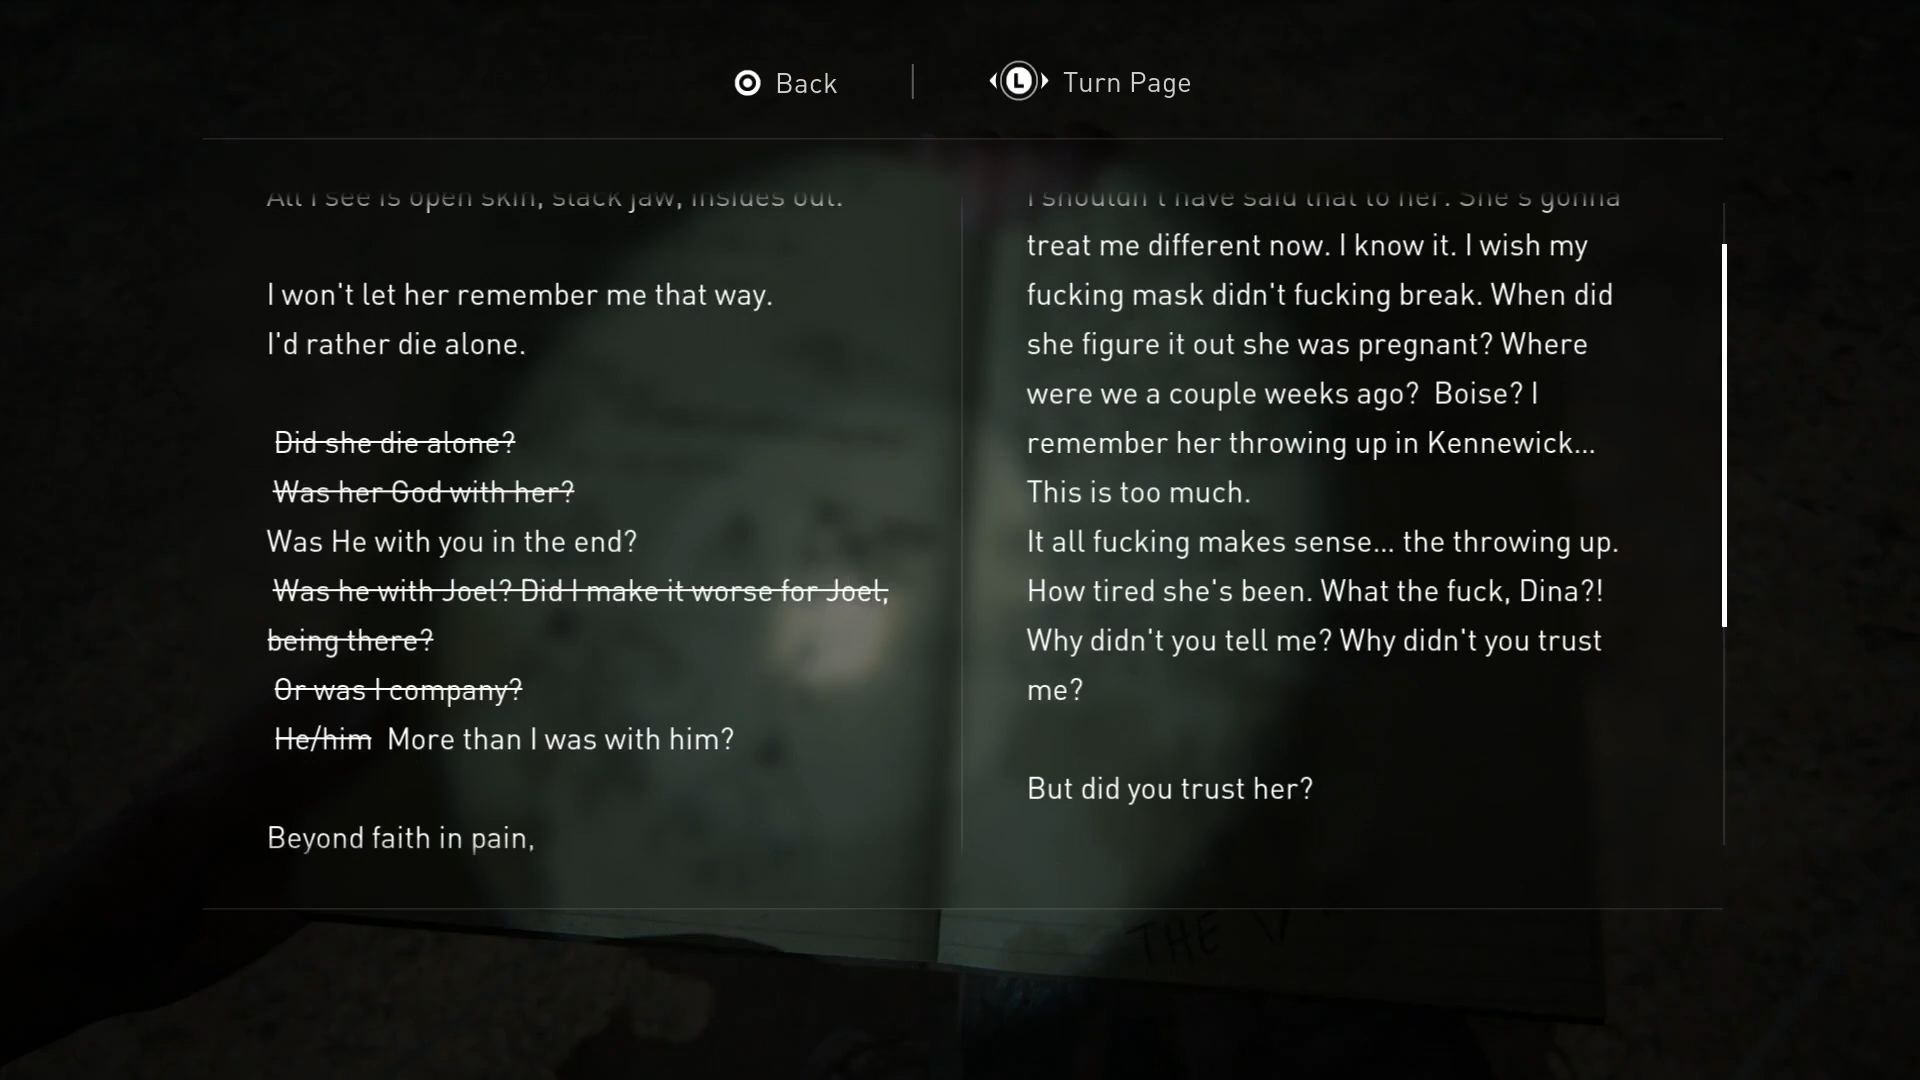 Back
L Turn Page
All I see is open skin, slack jaw, insides out.
I won't let her remember me that way.
I'd rather die alone.
Did she die alone?
Was her God with her?
Was He with you in the end?
Was he with Joel? Did I make it worse for Joel,
being there?
Or was I company?
He/him More than I was with him?
Beyond faith in pain,
I shouldn't have said that to her. She's gonna
treat me different now. I know it. I wish my
fucking mask didn't fucking break. When did
she figure it out she was pregnant? Where
were we a couple weeks ago? Boise? I
remember her throwing up in Kennewick...
This is too much.
It all fucking makes sense... the throwing up.
How tired she's been. What the fuck, Dina?!
Why didn't you tell me? Why didn't you trust
me?
But did you trust her?
THE